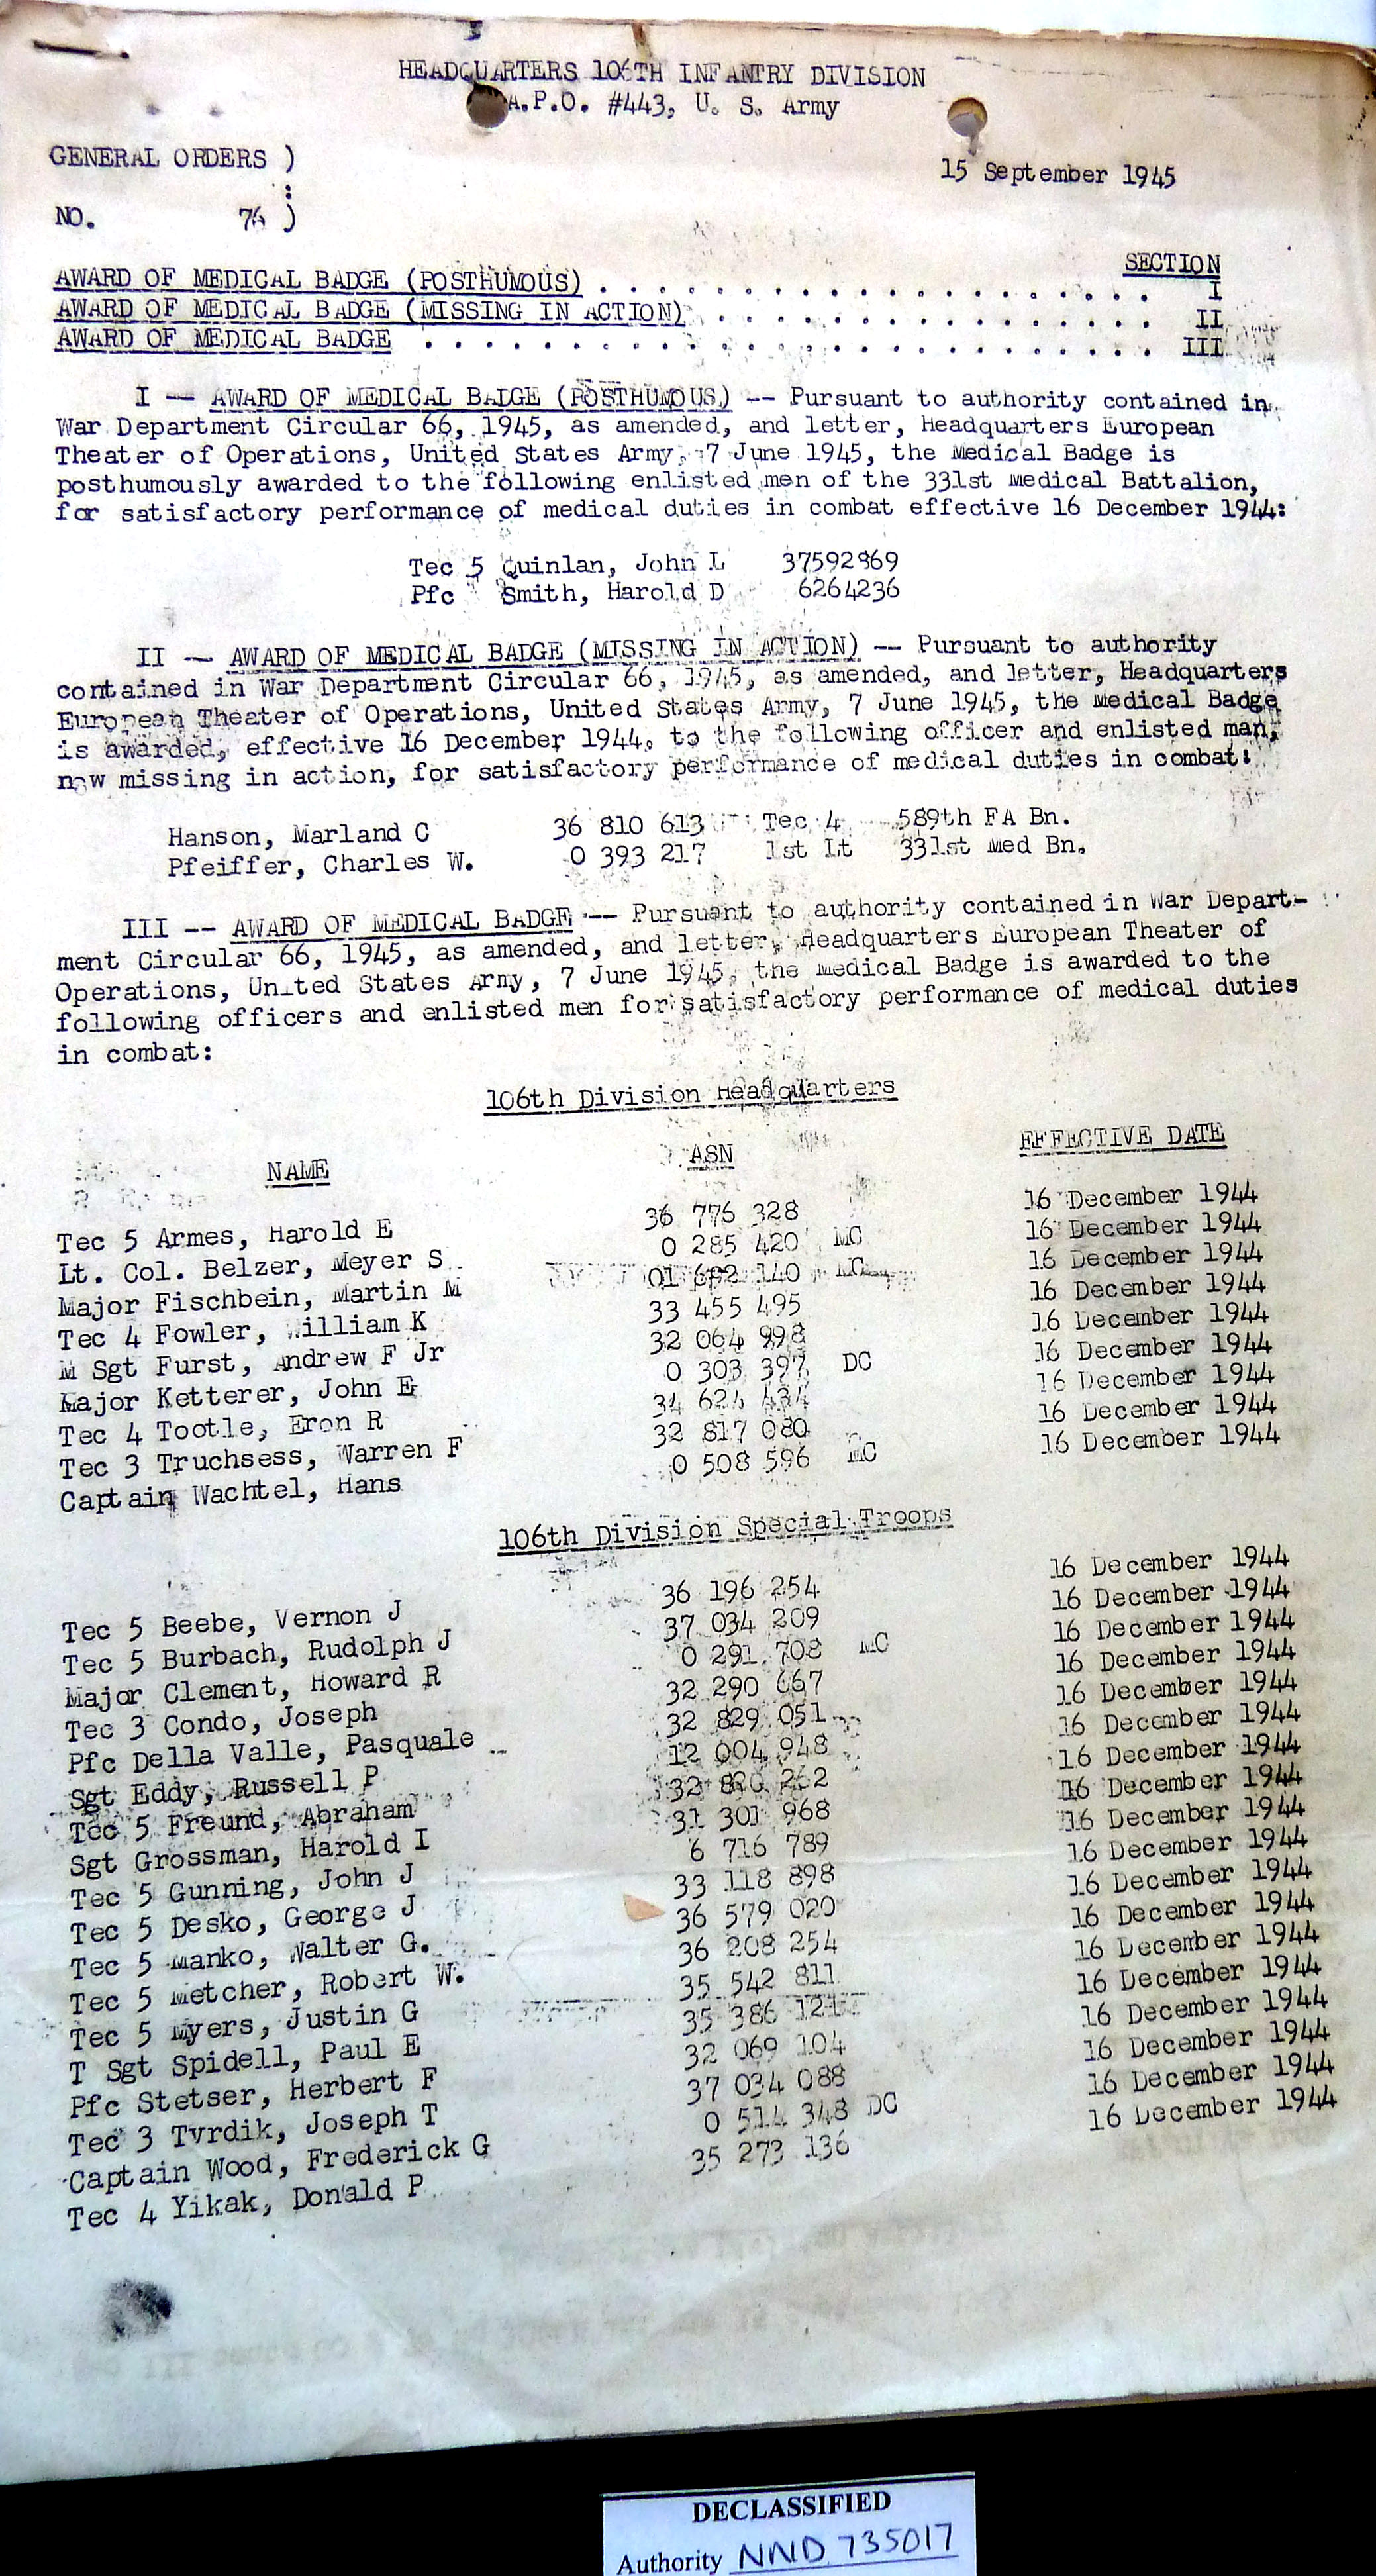 HEADQUARTERS 106TH INFANTRY DIVISION
A.P.O. #443, U. S. Army
GENERAL ORDERS )
:
NO. 76 )
15 September 1945
SECTION
AWARD OF MEDICAL BADGE (POSTHUMOUS) . . . . . . . . . . . . . . . . . . . I
AWARD OF MEDICAL BADGE (MISSING IN ACTION) . . . . . . . . . . . . . . . . II
AWARD OF MEDICAL BADGE . . . . . . . . . . . . . . . . . . . . . . . . . III
I -- AWARD OF MEDICAL BADGE (POSTHUMOUS) -- Pursuant to authority contained in
War Department Circular 66, 1945, as amended, and letter, Headquarters European
Theater of Operations, United States Army, 7 June 1945, the Medical Badge is
posthumously awarded to the following enlisted men of the 331st Medical Battalion,
for satisfactory performance of medical duties in combat effective 16 December 1944:
Tec 5 Quinlan, John L 37592869
Pfc Smith, Harold D 6264236
II -- AWARD OF MEDICAL BADGE (MISSING IN ACTION) -- Pursuant to authority
contained in War Department Circular 66, 1945, as amended, and letter, Headquarters
European Theater of Operations, United States Army, 7 June 1945, the Medical Badge
is awarded, effective 16 December 1944, to the following officer and enlisted man,
now missing in action, for satisfactory performance of medical duties in combat:
Hanson, Marland C 36 810 613 Tec 4 589th FA Bn.
Pfeiffer, Charles W. O 393 217 1st Lt 331st Med Bn.
III -- AWARD OF MEDICAL BADGE -- Pursuant to authority contained in War Depart-
ment Circular 66, 1945, as amended, and letter, Headquarters European Theater of
Operations, United States Army, 7 June 1945, the Medical Badge is awarded to the
following officers and enlisted men for satisfactory performance of medical duties
in combat:
106th Division Headquarters
NAME ASN EFFECTIVE DATE
Tec 5 Armes, Harold E 36 776 328 16 December 1944
Lt. Col. Belzer, Meyer S. O 285 420 MC 16 December 1944
Major Fischbein, Martin M 01 140 MC 16 December 1944
Tec 4 Fowler, William K 33 455 495 16 December 1944
M Sgt Furst, Andrew F Jr 32 064 998 16 December 1944
Major Ketterer, John E O 303 397 DC 16 December 1944
Tec 4 Tootle, Eron R 34 624 434 16 December 1944
Tec 3 Truchsess, Warren F 32 817 080 16 December 1944
Captain Wachtel, Hans O 508 596 MC 16 December 1944
106th Division Special Troops
Tec 5 Beebe, Vernon J 36 196 254 16 December 1944
Tec 5 Burbach, Rudolph J 37 034 209 16 December 1944
Major Clement, Howard R O 291 708 MC 16 December 1944
Tec 3 Condo, Joseph 32 290 667 16 December 1944
Pfc Della Valle, Pasquale 32 829 051 16 December 1944
Sgt Eddy, Russell P 12 004 948 16 December 1944
Tec 5 Freund, Abraham 32 262 16 December 1944
Sgt Grossman, Harold I 31 301 968 16 December 1944
Tec 5 Gunning, John J 6 716 789 16 December 1944
Tec 5 Desko, George J 33 118 898 16 December 1944
Tec 5 Manko, Walter G. 36 579 020 16 December 1944
Tec 5 Metcher, Robert W. 36 208 254 16 December 1944
Tec 5 Myers, Justin G 35 542 811 16 December 1944
T Sgt Spidell, Paul E 35 386 121 16 December 1944
Pfc Stetser, Herbert F 32 069 104 16 December 1944
Tec 3 Tvrdik, Joseph T 37 034 088 16 December 1944
Captain Wood, Frederick G O 514 348 DC 16 December 1944
Tec 4 Yikak, Donald P 35 273 136 16 December 1944
DECLASSIFIED
Authority NND 735017